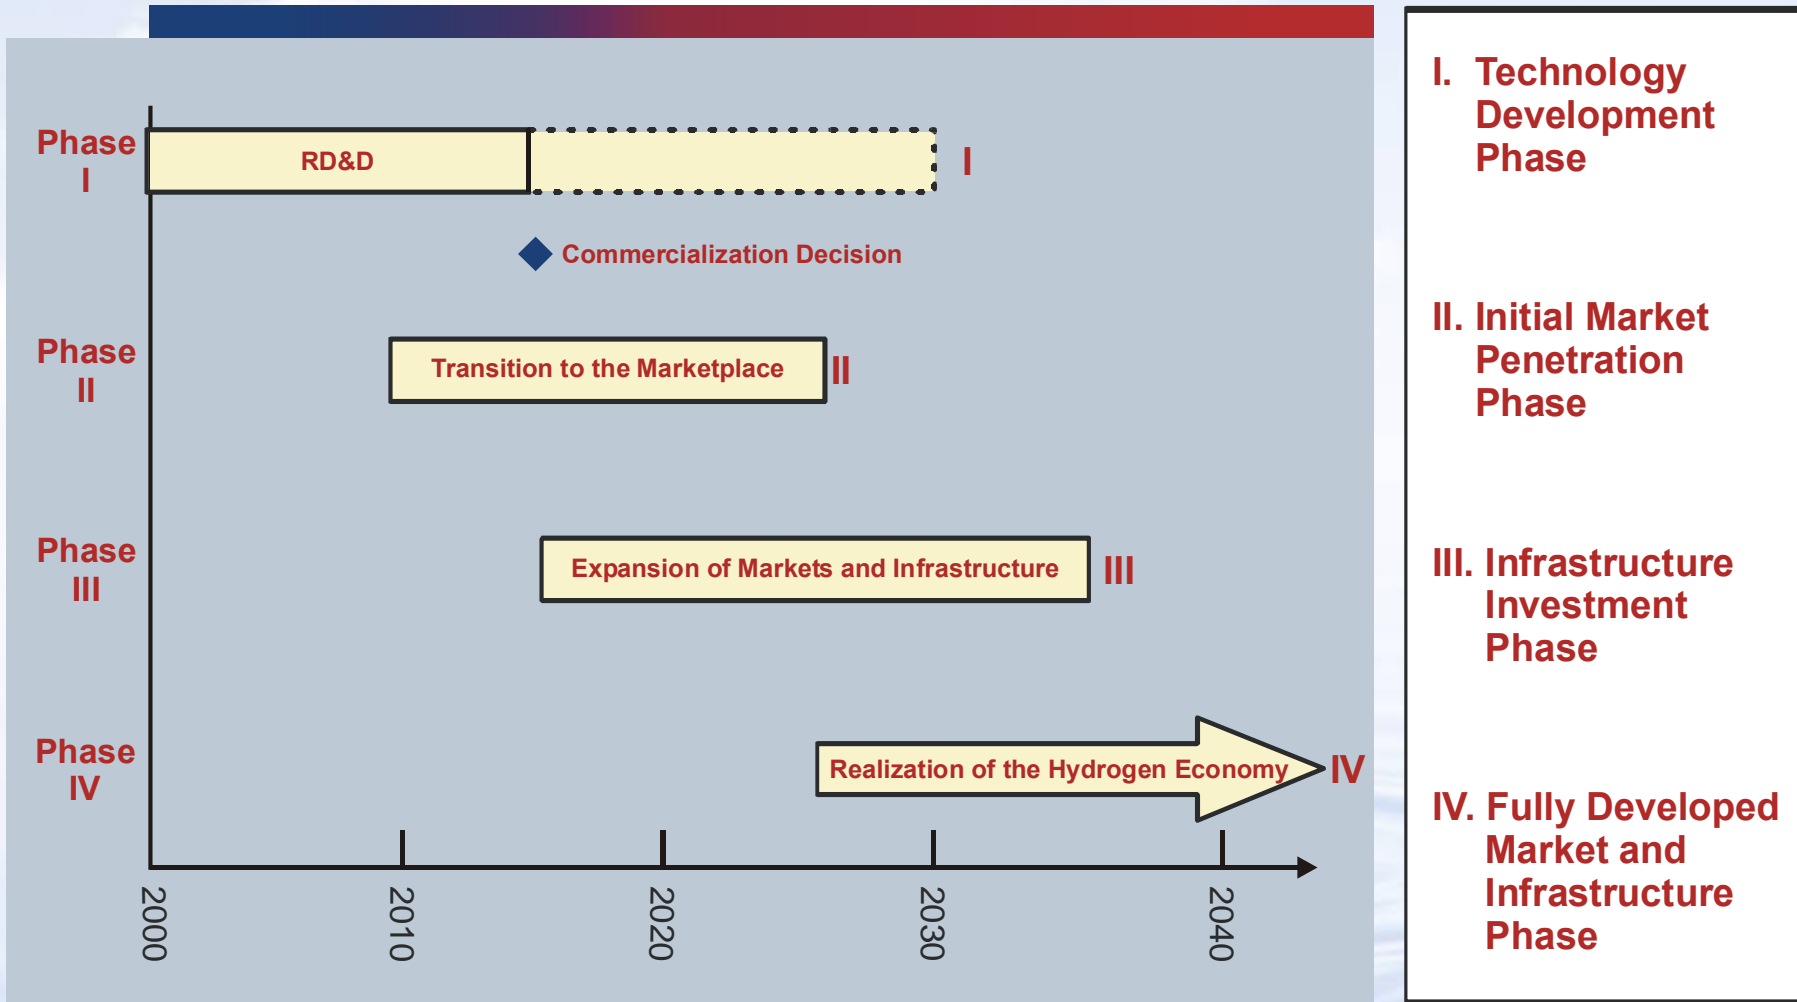 Phase
I
RD&D
I
Commercialization Decision
Phase
II
Transition to the Marketplace
II
Phase
III
Expansion of Markets and Infrastructure
III
Phase
IV
Realization of the Hydrogen Economy
IV
2000
2010
2020
2030
2040
I. Technology
Development
Phase
II. Initial Market
Penetration
Phase
III. Infrastructure
Investment
Phase
IV. Fully Developed
Market and
Infrastructure
Phase